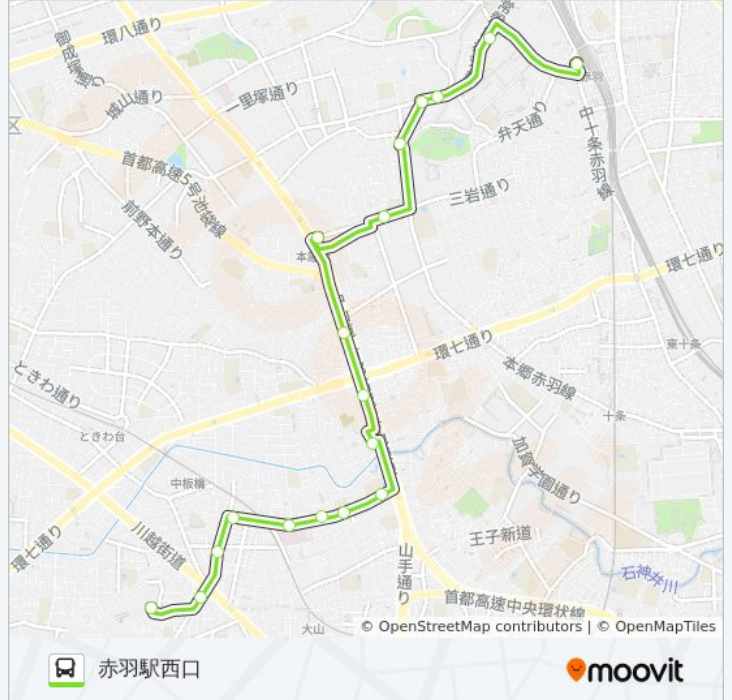 環八通り
城山通り
一里塚通り
弁天通り
赤羽
中十条赤羽線
首都高速5号池袋線
三岩通り
前野本通り
環七通り
環七通り
東十条
本郷赤羽線
ときわ通り
十条
ときわ台
加賀学園通り
中板橋
川越街道
王子新道
環七通り
山手通り
石神井川
首都高速中央環状線
大山
© OpenStreetMap contributors | © OpenMapTiles
赤羽駅西口
moovit